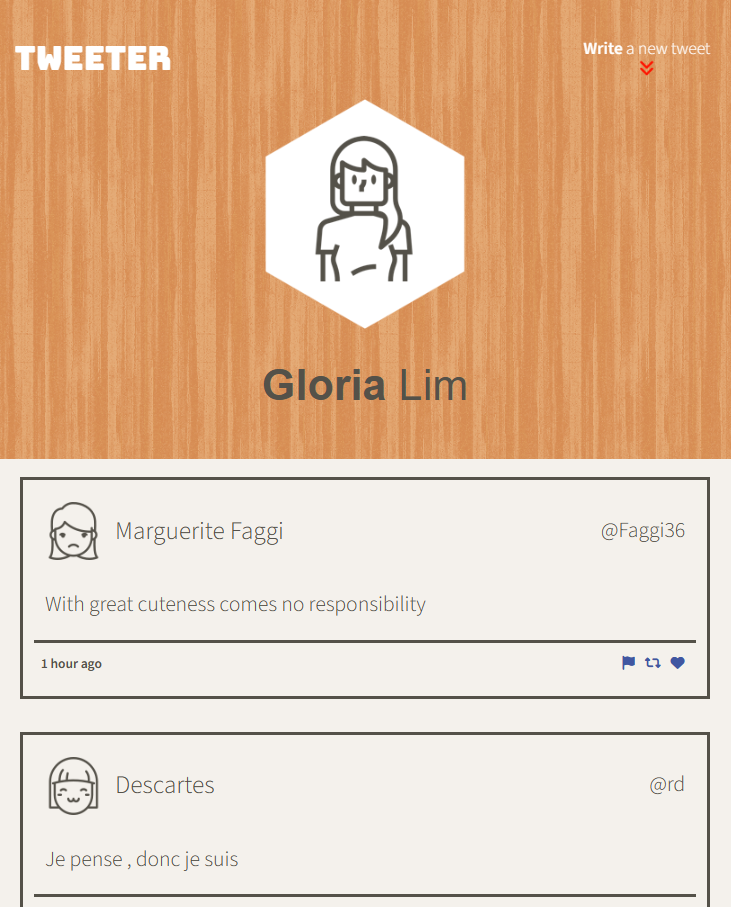 TWEETER
Write a new tweet
Gloria Lim
Marguerite Faggi
@Faggi36
With great cuteness comes no responsibility
1 hour ago
Descartes
@rd
Je pense , donc je suis